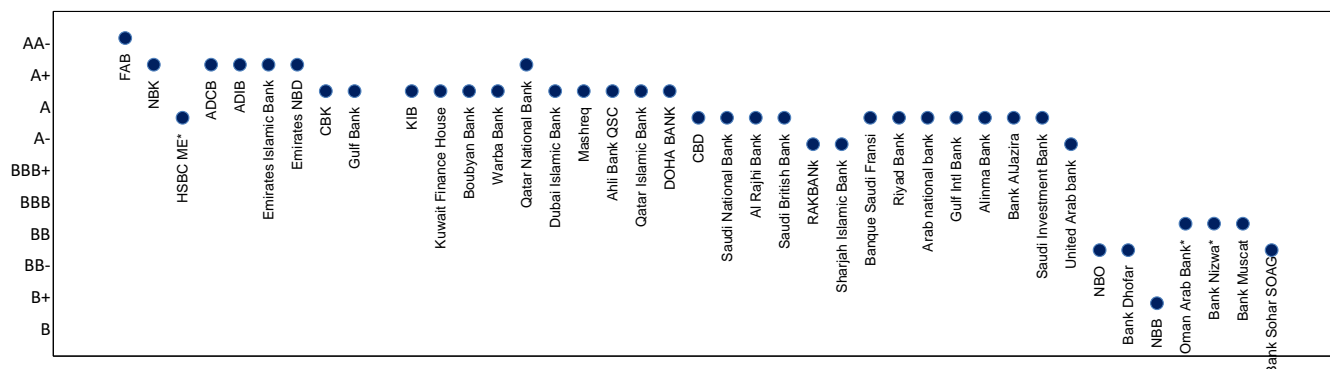 AA-
A+
A
A-
BBB+
BBB
BB
BB-
B+
B
FAB
NBK
HSBC ME*
ADCB
ADIB
Emirates Islamic Bank
Emirates NBD
CBK
Gulf Bank
KIB
Kuwait Finance House
Boubyan Bank
Warba Bank
Qatar National Bank
Dubai Islamic Bank
Mashreq
Ahli Bank QSC
Qatar Islamic Bank
DOHA BANK
CBD
Saudi National Bank
Al Rajhi Bank
Saudi British Bank
RAKBANk
Sharjah Islamic Bank
Banque Saudi Fransi
Riyad Bank
Arab national bank
Gulf Intl Bank
Alinma Bank
Bank AlJazira
Saudi Investment Bank
United Arab bank
NBO
Bank Dhofar
NBB
Oman Arab Bank*
Bank Nizwa*
Bank Muscat
Bank Sohar SOAG